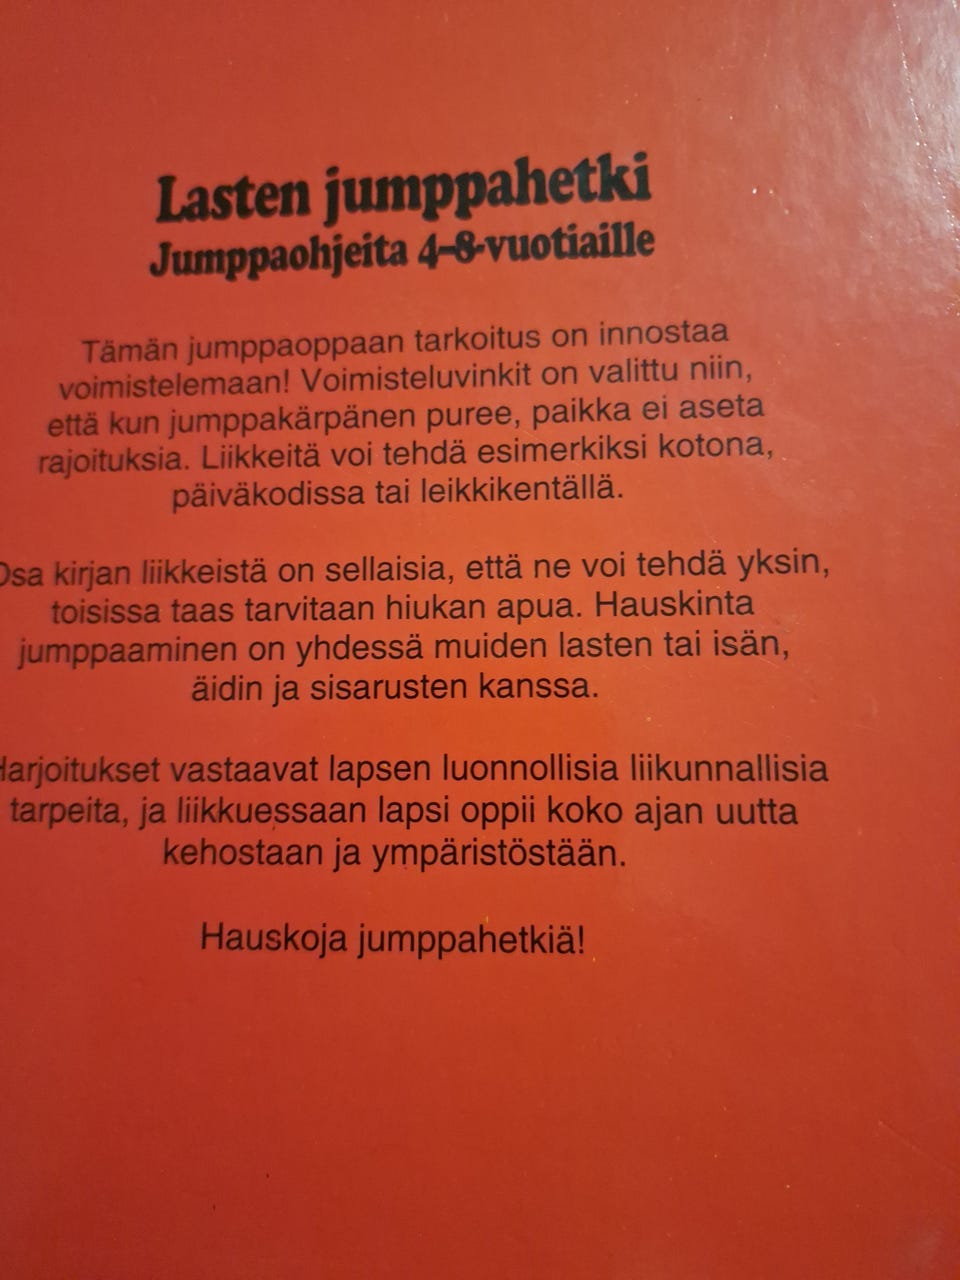 Lasten jumppahetki
Jumppaohjeita 4–8-vuotiaille
Tämän jumppaoppaan tarkoitus on innostaa
voimistelemaan! Voimisteluvinkit on valittu niin,
että kun jumppakärpänen puree, paikka ei aseta
rajoituksia. Liikkeitä voi tehdä esimerkiksi kotona,
päiväkodissa tai leikkikentällä.
Osa kirjan liikkeistä on sellaisia, että ne voi tehdä yksin,
toisissa taas tarvitaan hiukan apua. Hauskinta
jumppaaminen on yhdessä muiden lasten tai isän,
äidin ja sisarusten kanssa.
Harjoitukset vastaavat lapsen luonnollisia liikunnallisia
tarpeita, ja liikkuessaan lapsi oppii koko ajan uutta
kehostaan ja ympäristöstään.
Hauskoja jumppahetkiä!